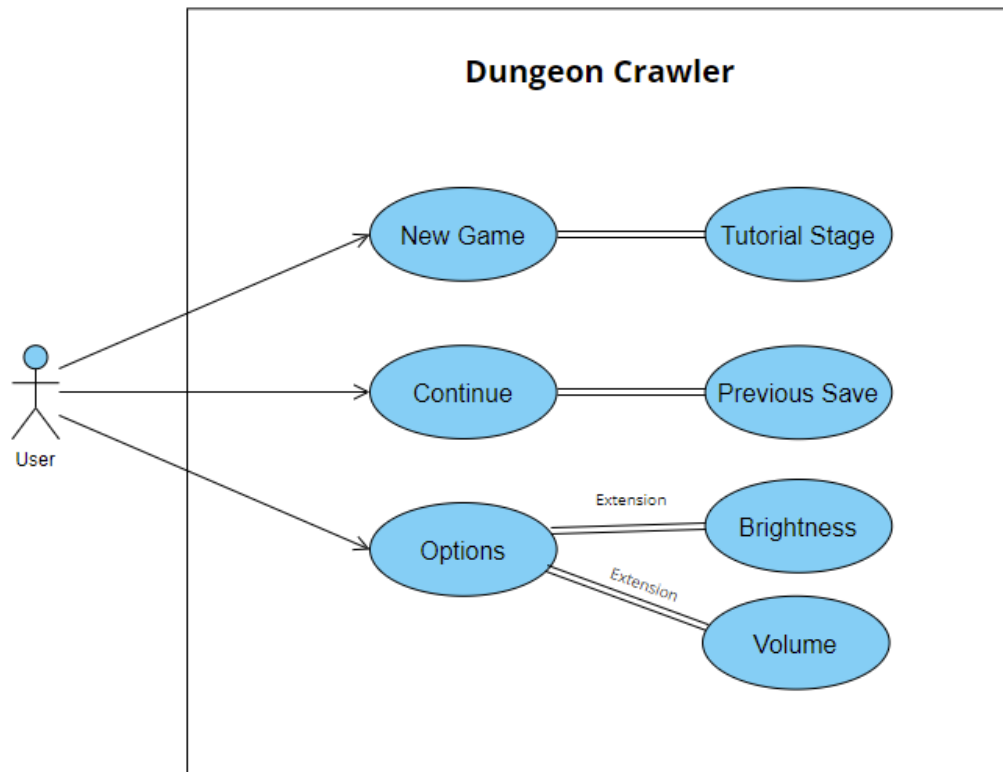 Dungeon Crawler
New Game
Tutorial Stage
Continue
Previous Save
User
Extension
Brightness
Options
Extension
Volume